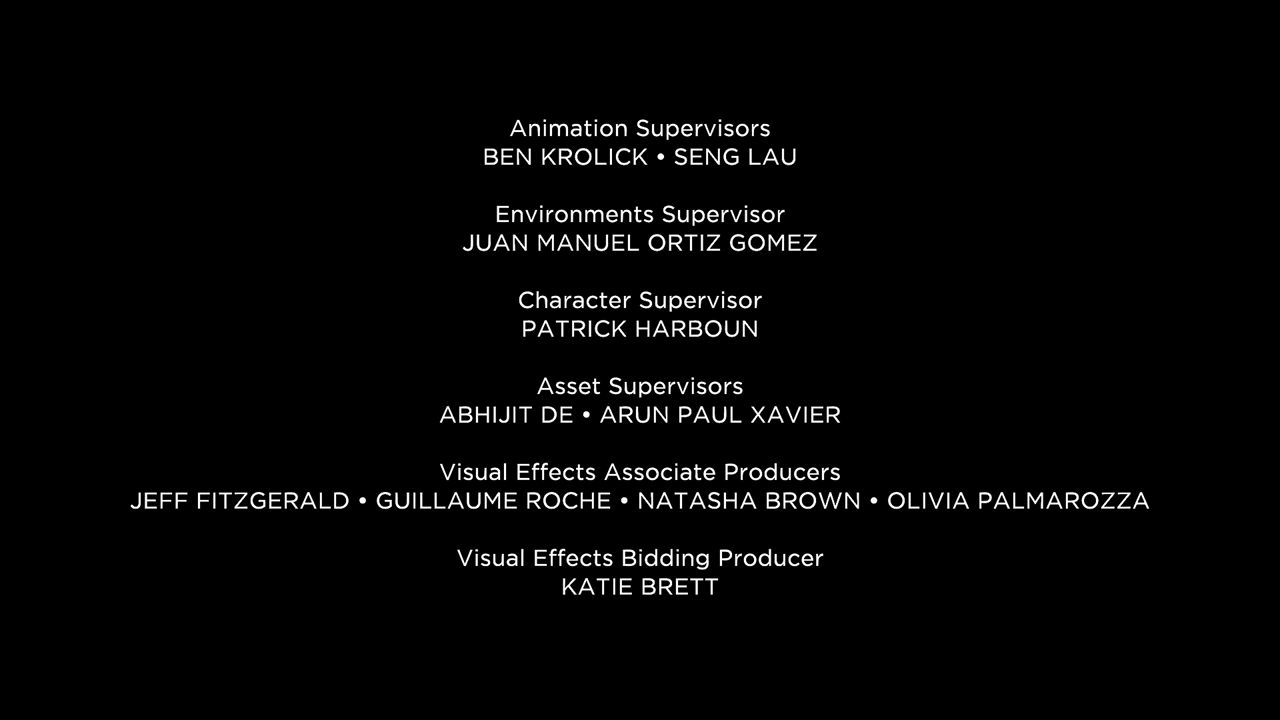 Animation Supervisors
BEN KROLICK • SENG LAU
Environments Supervisor
JUAN MANUEL ORTIZ GOMEZ
Character Supervisor
PATRICK HARBOUN
Asset Supervisors
ABHIJIT DE • ARUN PAUL XAVIER
Visual Effects Associate Producers
JEFF FITZGERALD • GUILLAUME ROCHE • NATASHA BROWN • OLIVIA PALMAROZZA
Visual Effects Bidding Producer
KATIE BRETT